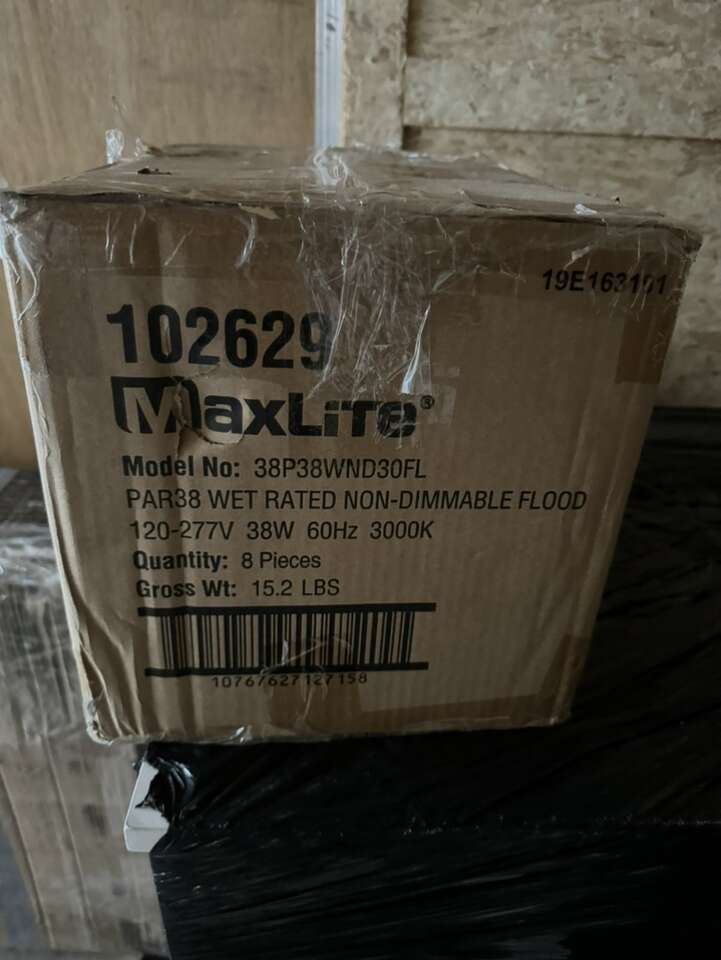 19E163101
102629
MaxLite®
Model No: 38P38WND30FL
PAR38 WET RATED NON-DIMMABLE FLOOD
120-277V 38W 60Hz 3000K
Quantity: 8 Pieces
Gross Wt: 15.2 LBS
10767627127158